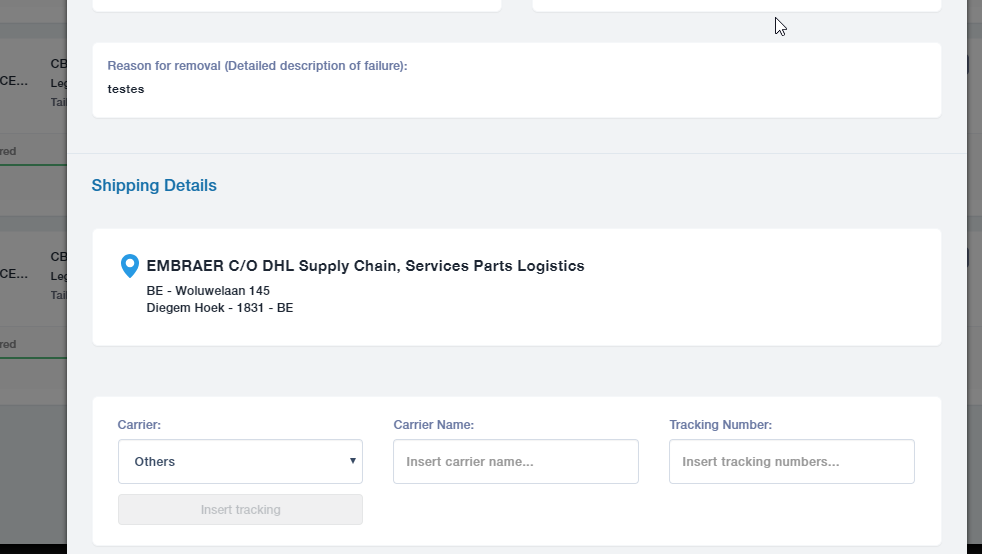 Reason for removal (Detailed description of failure):
testes
CB
CE...
Leg
Tail
red
Shipping Details
EMBRAER C/O DHL Supply Chain, Services Parts Logistics
BE - Woluwelaan 145
Diegem Hoek - 1831 - BE
CB
CE...
Leg
Tail
red
Carrier:
Carrier Name:
Tracking Number:
Others
Insert carrier name...
Insert tracking numbers...
Insert tracking